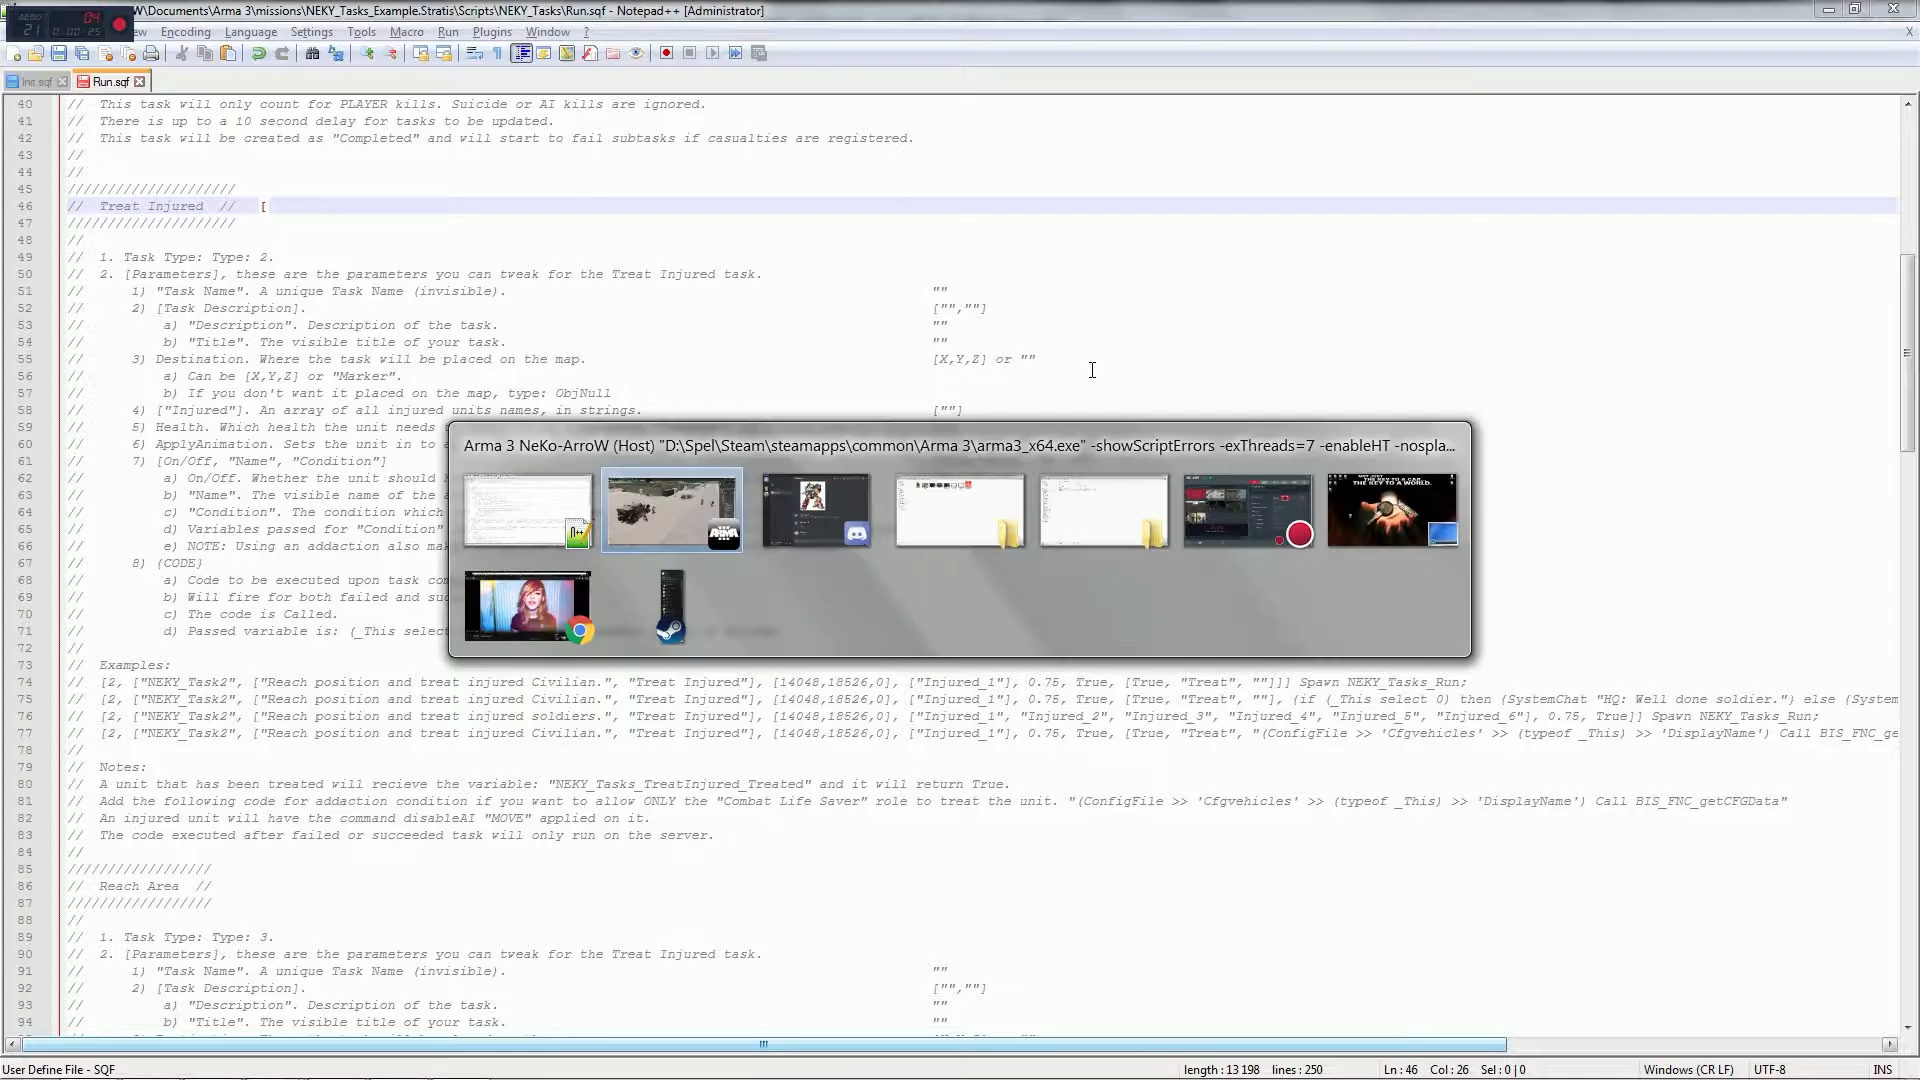 W\Documents\Arma 3\missions\NEKY_Tasks_Example.Stratis\Scripts\NEKY_Tasks\Run.sqf - Notepad++ [Administrator]
Encoding Language Settings Tools Macro Run Plugins Window ?
Init.sqf Run.sqf
40 // This task will only count for PLAYER kills. Suicide or AI kills are ignored.
41 // There is up to a 10 second delay for tasks to be updated.
42 // This task will be created as "Completed" and will start to fail subtasks if casualties are registered.
43 //
44 //
45 /////////////////////
46 // Treat Injured // [
47 /////////////////////
48 //
49 // 1. Task Type: Type: 2.
50 // 2. [Parameters], these are the parameters you can tweak for the Treat Injured task.
51 // 1) "Task Name". A unique Task Name (invisible). ""
52 // 2) [Task Description]. ["",""]
53 // a) "Description". Description of the task. ""
54 // b) "Title". The visible title of your task. ""
55 // 3) Destination. Where the task will be placed on the map. [X,Y,Z] or ""
56 // a) Can be [X,Y,Z] or "Marker".
57 // b) If you don't want it placed on the map, type: ObjNull
58 // 4) ["Injured"]. An array of all injured units names, in strings. [""]
59 // 5) Health. Which health the unit needs
60 // 6) ApplyAnimation. Sets the unit in to a
61 // 7) [On/Off, "Name", "Condition"]
62 // a) On/Off. Whether the unit should
63 // b) "Name". The visible name of the
64 // c) "Condition". The condition which
65 // d) Variables passed for "Condition"
66 // e) NOTE: Using an addaction also
67 // 8) {CODE}
68 // a) Code to be executed upon task
69 // b) Will fire for both failed and
70 // c) The code is Called.
71 // d) Passed variable is: (_This select
72 //
73 // Examples:
74 // [2, ["NEKY_Task2", ["Reach position and treat injured Civilian.", "Treat Injured"], [14048,18526,0], ["Injured_1"], 0.75, True, [True, "Treat", ""]]] Spawn NEKY_Tasks_Run;
75 // [2, ["NEKY_Task2", ["Reach position and treat injured Civilian.", "Treat Injured"], [14048,18526,0], ["Injured_1"], 0.75, True, [True, "Treat", ""], {if (_This select 0) then {SystemChat "HQ: Well done soldier."} else {System
76 // [2, ["NEKY_Task2", ["Reach position and treat injured soldiers.", "Treat Injured"], [14048,18526,0], ["Injured_1", "Injured_2", "Injured_3", "Injured_4", "Injured_5", "Injured_6"], 0.75, True]] Spawn NEKY_Tasks_Run;
77 // [2, ["NEKY_Task2", ["Reach position and treat injured Civilian.", "Treat Injured"], [14048,18526,0], ["Injured_1"], 0.75, True, [True, "Treat", "(ConfigFile >> 'Cfgvehicles' >> (typeof _This) >> 'DisplayName') Call BIS_FNC_ge
78 //
79 // Notes:
80 // A unit that has been treated will recieve the variable: "NEKY_Tasks_TreatInjured_Treated" and it will return True.
81 // Add the following code for addaction condition if you want to allow ONLY the "Combat Life Saver" role to treat the unit. "(ConfigFile >> 'Cfgvehicles' >> (typeof _This) >> 'DisplayName') Call BIS_FNC_getCFGData"
82 // An injured unit will have the command disableAI "MOVE" applied on it.
83 // The code executed after failed or succeeded task will only run on the server.
84 //
85 //////////////////
86 // Reach Area //
87 //////////////////
88 //
89 // 1. Task Type: Type: 3.
90 // 2. [Parameters], these are the parameters you can tweak for the Treat Injured task.
91 // 1) "Task Name". A unique Task Name (invisible). ""
92 // 2) [Task Description]. ["",""]
93 // a) "Description". Description of the task. ""
94 // b) "Title". The visible title of your task. ""
Arma 3 NeKo-ArroW (Host) "D:\Spel\Steam\steamapps\common\Arma 3\arma3_x64.exe" -showScriptErrors -exThreads=7 -enableHT -nospla...
User Define File - SQF length : 13 198 lines : 250 Ln : 46 Col : 26 Sel : 0 | 0 Windows (CR LF) UTF-8 INS